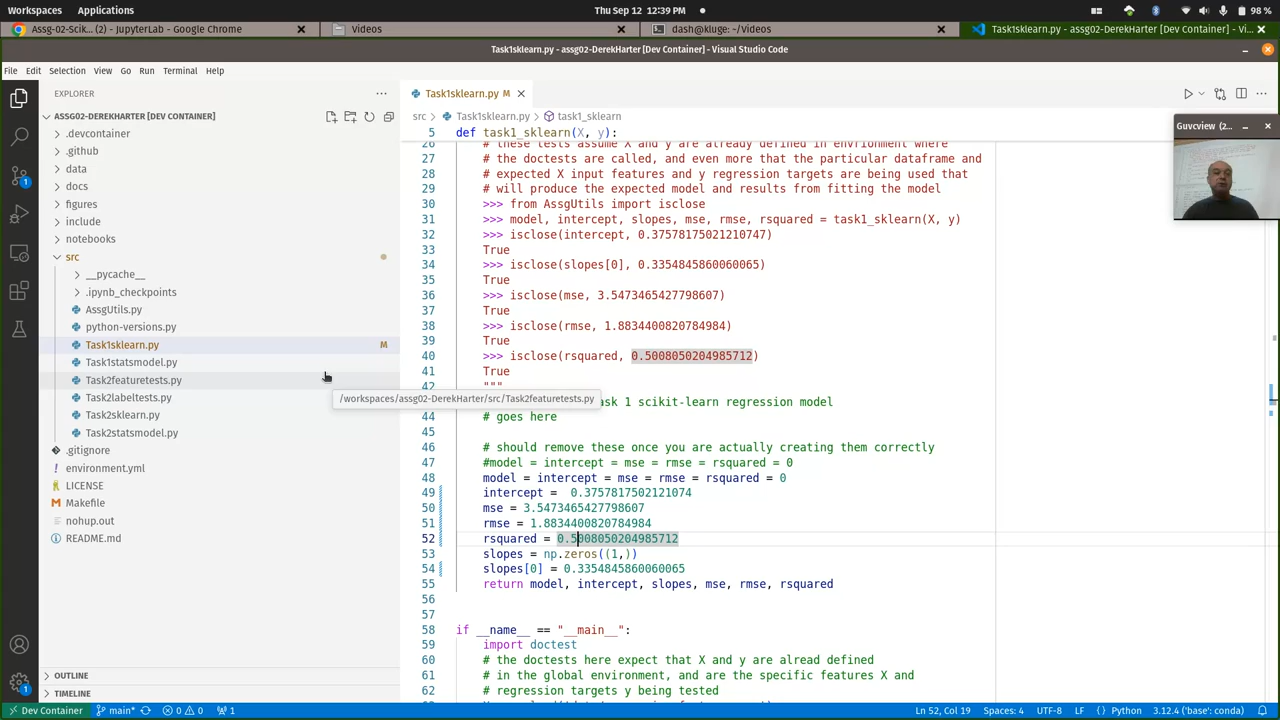 Workspaces Applications Thu Sep 12 12:39 PM 98 %
Assg-02-Scik... (2) - JupyterLab - Google Chrome
Videos
dash@kluge: ~/Videos
Task1sklearn.py - assg02-DerekHarter [Dev Container] - Vi...
Task1sklearn.py - assg02-DerekHarter [Dev Container] - Visual Studio Code
File Edit Selection View Go Run Terminal Help
EXPLORER
ASSG02-DEREKHARTER [DEV CONTAINER]
.devcontainer
.github
data
docs
figures
include
notebooks
src
__pycache__
.ipynb_checkpoints
AssgUtils.py
python-versions.py
Task1sklearn.py M
Task1statsmodel.py
Task2featuretests.py
Task2labeltests.py
Task2sklearn.py
Task2statsmodel.py
.gitignore
environment.yml
LICENSE
Makefile
nohup.out
README.md
OUTLINE
TIMELINE
1
1
/workspaces/assg02-DerekHarter/src/Task2featuretests.py
Task1sklearn.py M
src > Task1sklearn.py > task1_sklearn
Guvcview (2...
5 def task1_sklearn(X, y):
26 # these tests assume X and y are already defined in envrionment where
27 # the doctests are called, and even more that the particular dataframe and
28 # expected X input features and y regression targets are being used that
29 # will produce the expected model and results from fitting the model
30 >>> from AssgUtils import isclose
31 >>> model, intercept, slopes, mse, rmse, rsquared = task1_sklearn(X, y)
32 >>> isclose(intercept, 0.37578175021210747)
33 True
34 >>> isclose(slopes[0], 0.3354845860060065)
35 True
36 >>> isclose(mse, 3.5473465427798607)
37 True
38 >>> isclose(rmse, 1.8834400820784984)
39 True
40 >>> isclose(rsquared, 0.5008050204985712)
41 True
42 """
ask 1 scikit-learn regression model
44 # goes here
45
46 # should remove these once you are actually creating them correctly
47 #model = intercept = mse = rmse = rsquared = 0
48 model = intercept = mse = rmse = rsquared = 0
49 intercept = 0.3757817502121074
50 mse = 3.5473465427798607
51 rmse = 1.8834400820784984
52 rsquared = 0.5008050204985712
53 slopes = np.zeros((1,))
54 slopes[0] = 0.3354845860060065
55 return model, intercept, slopes, mse, rmse, rsquared
56
57
58 if __name__ == "__main__":
59 import doctest
60 # the doctests here expect that X and y are alread defined
61 # in the global environment, and are the specific features X and
62 # regression targets y being tested
Dev Container main* 0 0 1 Ln 52, Col 19 Spaces: 4 UTF-8 LF Python 3.12.4 ('base': conda)